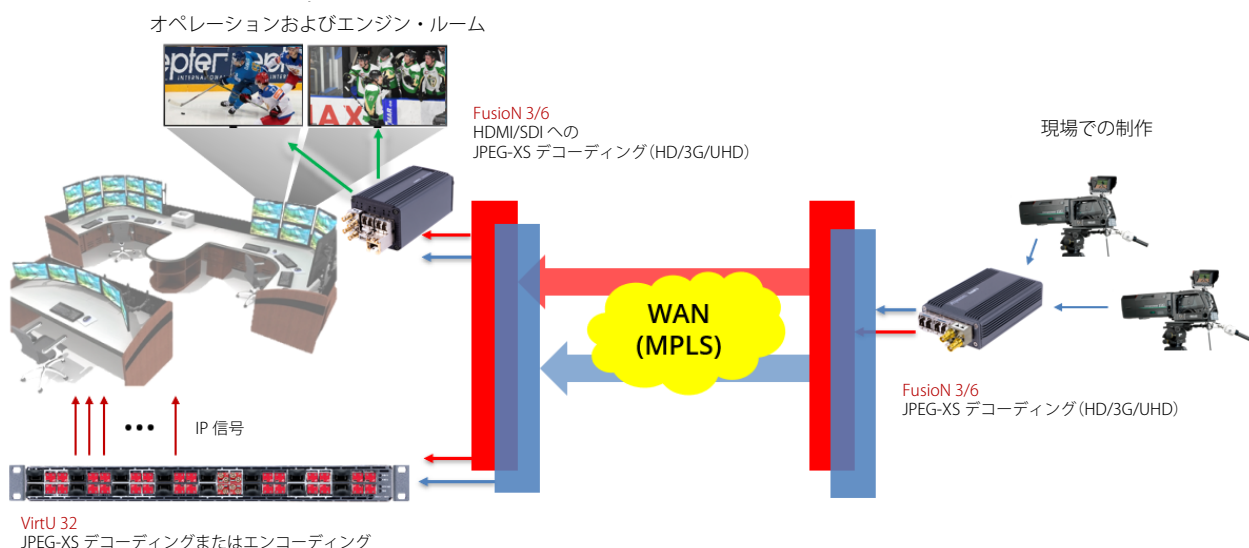 オペレーションおよびエンジン・ルーム
epter
INTERNATIONAL
epte
MAX
FusioN 3/6
HDMI/SDI への
JPEG-XS デコーディング(HD/3G/UHD)
現場での制作
WAN
(MPLS)
FusioN 3/6
JPEG-XS デコーディング(HD/3G/UHD)
IP 信号
VirtU 32
JPEG-XS デコーディングまたはエンコーディング